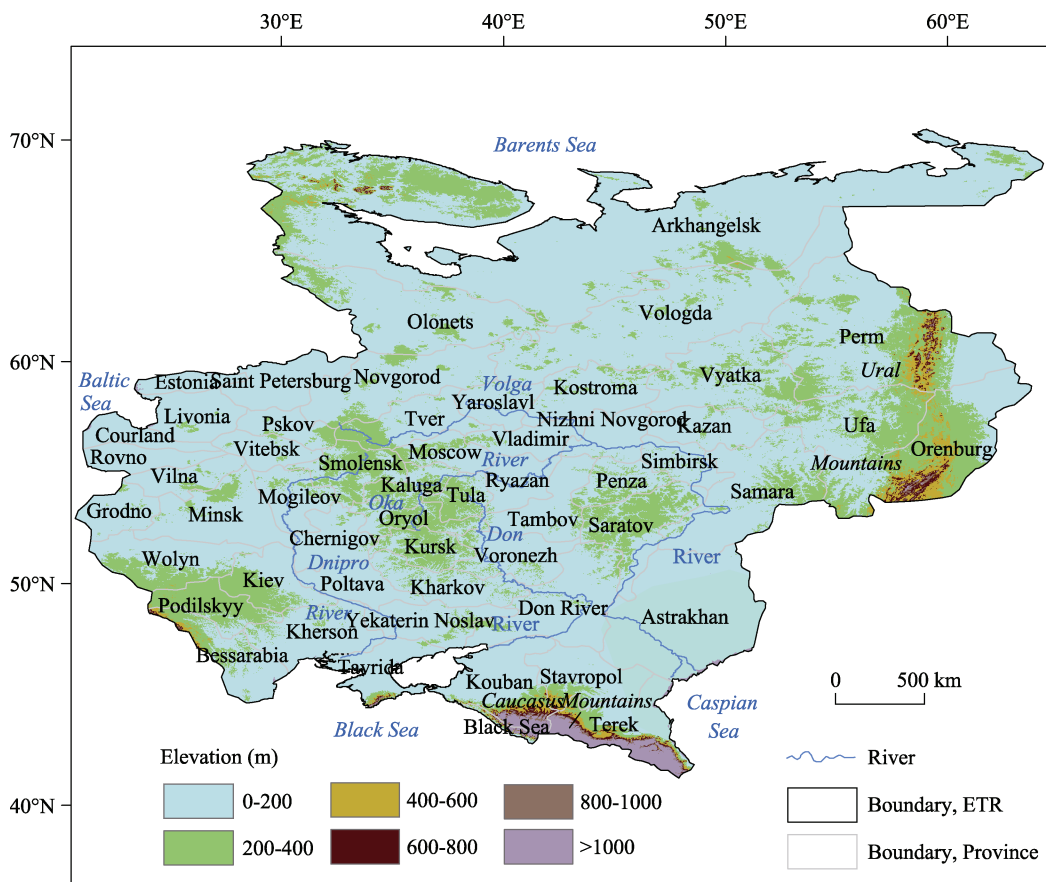 30°E 40°E 50°E 60°E
70°N
Barents Sea
Arkhangelsk
Vologda
Olonets
Perm
60°N
Ural
Baltic
Sea
Estonia
Saint Petersburg
Novgorod
Volga
Kostroma
Vyatka
Yaroslavl
Livonia
Pskov
Tver
Nizhni Novgorod
Kazan
Ufa
Courland
Vladimir
Rovno
Vitebsk
Moscow
Orenburg
Smolensk
River
Simbirsk
Mountains
Vilna
Kaluga
Ryazan
Penza
Mogileov
Tula
Samara
Oka
Grodno
Minsk
Oryol
Tambov
Saratov
Chernigov
Don
Kursk
Voronezh
River
Wolyn
Dnipro
50°N
Kiev
Poltava
Kharkov
Podilskyy
River
Don River
Astrakhan
Yekaterin Noslav
River
Kherson
Bessarabia
Tavrida
Kouban
Stavropol
0 500 km
Caucasus Mountains
Caspian
Sea
Black Sea
Black Sea
Terek
Elevation (m)
River
0-200
400-600
800-1000
Boundary, ETR
40°N
200-400
600-800
>1000
Boundary, Province